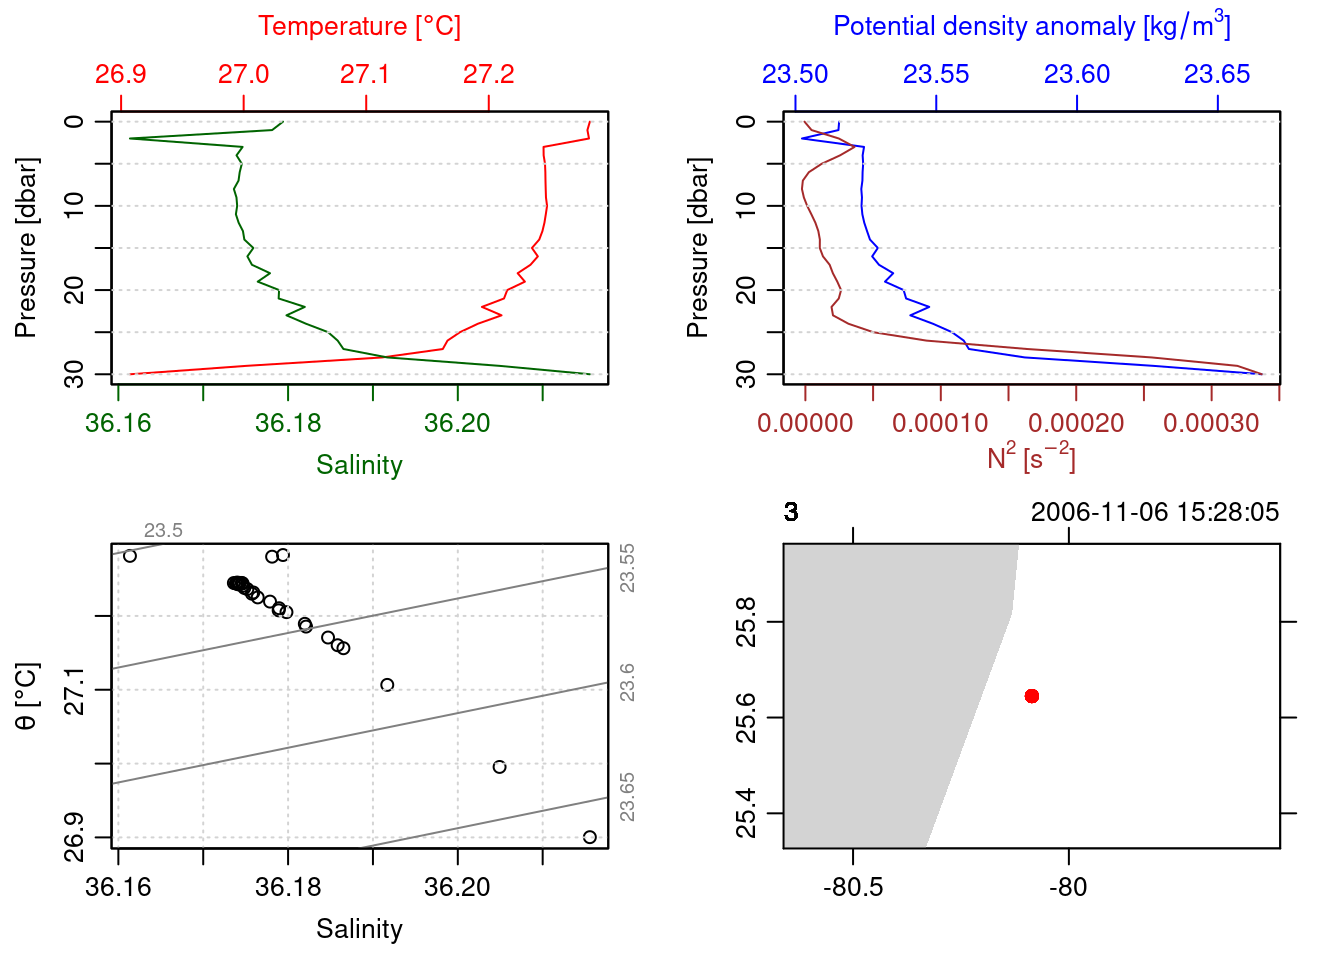 Temperature [°C]
26.9 27.0 27.1 27.2
0
10
20
30
Pressure [dbar]
36.16 36.18 36.20
Salinity
Potential density anomaly [kg/m³]
23.50 23.55 23.60 23.65
0
10
20
30
Pressure [dbar]
0.00000 0.00010 0.00020 0.00030
N² [s⁻²]
23.5
23.55
23.6
23.65
27.1
26.9
θ [°C]
36.16 36.18 36.20
Salinity
3 2006-11-06 15:28:05
25.8
25.6
25.4
-80.5 -80